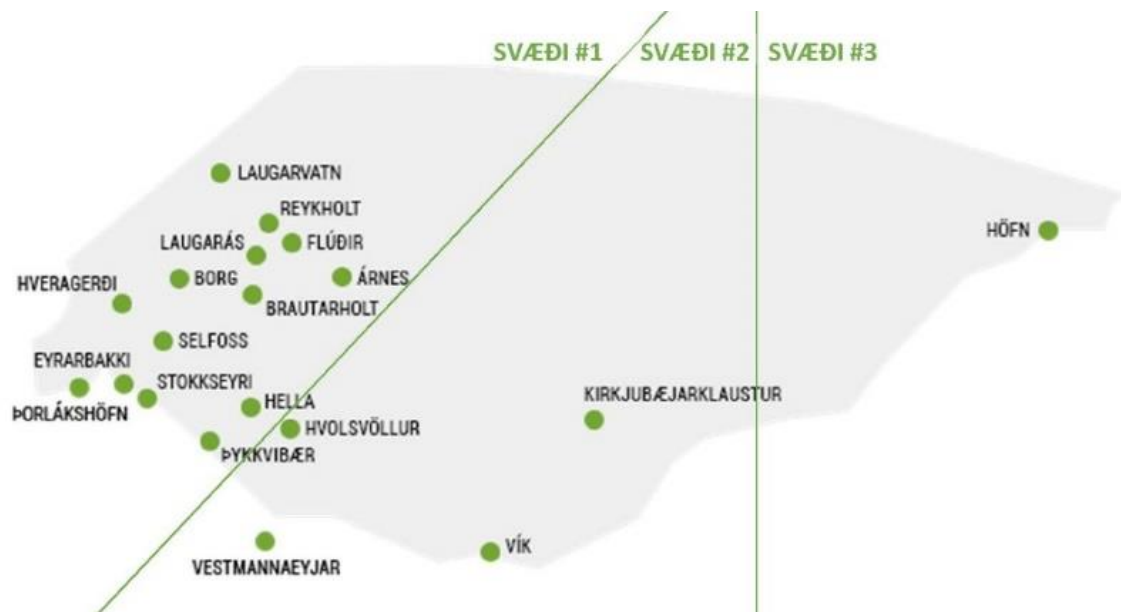 SVÆÐI #1
SVÆÐI #2
SVÆÐI #3
LAUGARVATN
REYKHOLT
HÖFN
LAUGARÁS
FLÚÐIR
HVERAGERÐI
BORG
ÁRNES
BRAUTARHOLT
SELFOSS
EYRARBAKKI
STOKKSEYRI
KIRKJUBÆJARKLAUSTUR
ÞORLÁKSHÖFN
HELLA
HVOLSVÖLLUR
ÞYKKVIBÆR
VÍK
VESTMANNAEYJAR